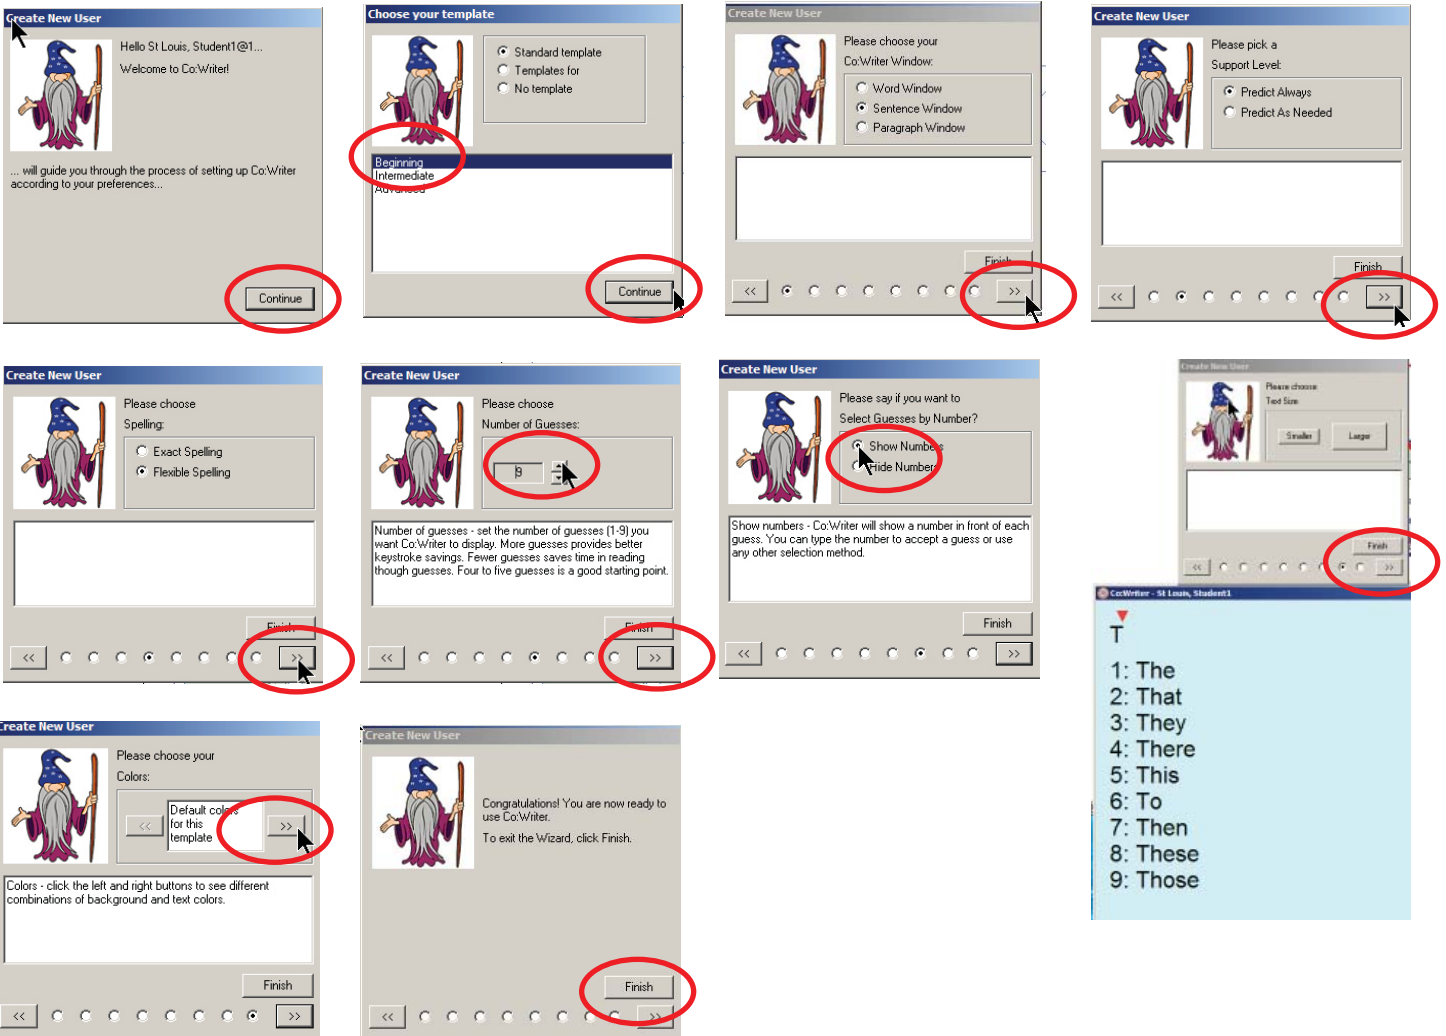 Create New User
Hello St Louis, Student1@1...
Welcome to Co:Writer!
... will guide you through the process of setting up Co:Writer
according to your preferences...
Continue
Choose your template
Standard template
Templates for
No template
Beginning
Intermediate
Advanced
Continue
Create New User
Please choose your
Co:Writer Window:
Word Window
Sentence Window
Paragraph Window
Finish
<<
>>
Create New User
Please pick a
Support Level:
Predict Always
Predict As Needed
Finish
<<
>>
Create New User
Please choose
Spelling:
Exact Spelling
Flexible Spelling
Finish
<<
>>
Create New User
Please choose
Number of Guesses:
9
Number of guesses - set the number of guesses (1-9) you
want Co:Writer to display. More guesses provides better
keystroke savings. Fewer guesses saves time in reading
though guesses. Four to five guesses is a good starting point.
Finish
<<
>>
Create New User
Please say if you want to
Select Guesses by Number?
Show Numbers
Hide Numbers
Show numbers - Co:Writer will show a number in front of each
guess. You can type the number to accept a guess or use
any other selection method.
Finish
<<
>>
Create New User
Please choose
Text Size:
Smaller
Larger
Finish
<<
>>
Co:Writer - St Louis, Student1
T
1: The
2: That
3: They
4: There
5: This
6: To
7: Then
8: These
9: Those
Create New User
Please choose your
Colors:
<<
Default colors
for this
template
>>
Colors - click the left and right buttons to see different
combinations of background and text colors.
Finish
<<
>>
Create New User
Congratulations! You are now ready to
use Co:Writer.
To exit the Wizard, click Finish.
Finish
<<
>>